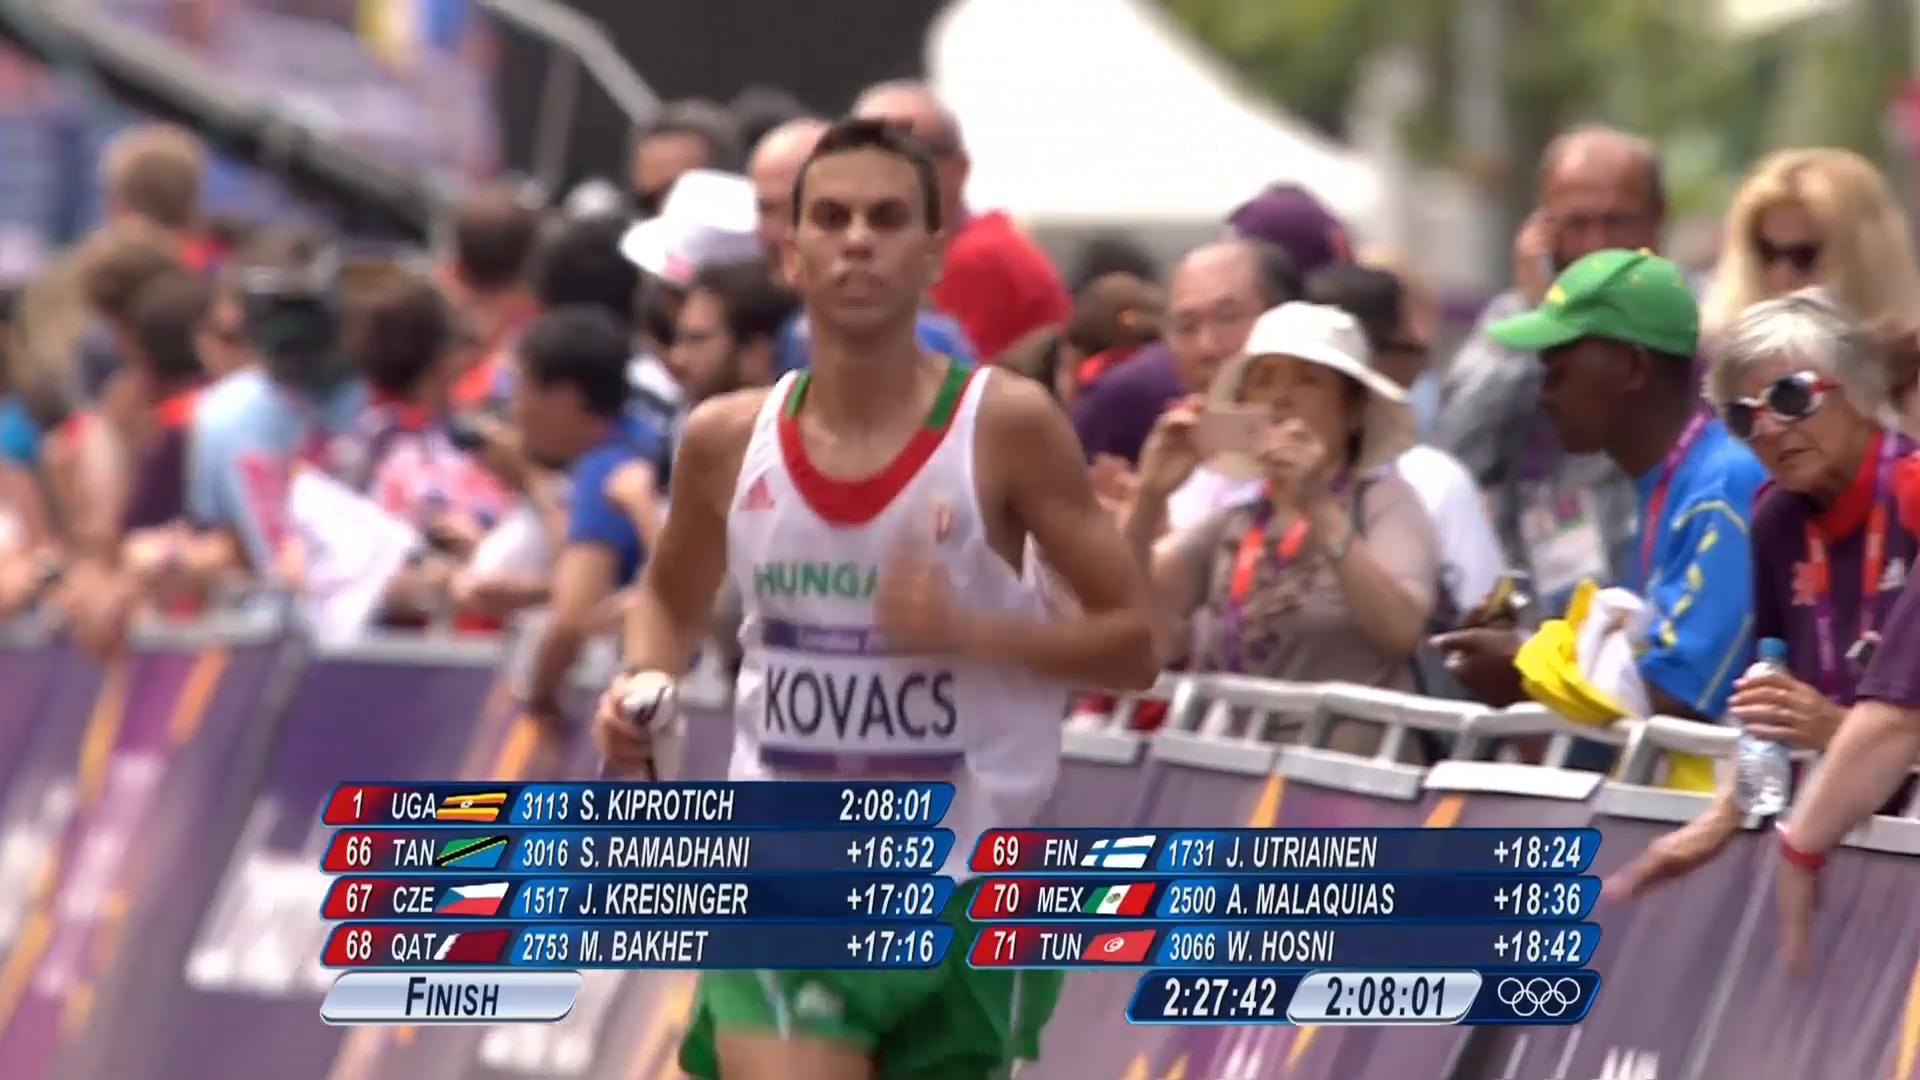 HUNGA
KOVACS
1 UGA 3113 S. KIPROTICH 2:08:01
66 TAN 3016 S. RAMADHANI +16:52
67 CZE 1517 J. KREISINGER +17:02
68 QAT 2753 M. BAKHET +17:16
69 FIN 1731 J. UTRIAINEN +18:24
70 MEX 2500 A. MALAQUIAS +18:36
71 TUN 3066 W. HOSNI +18:42
FINISH
2:27:42 2:08:01